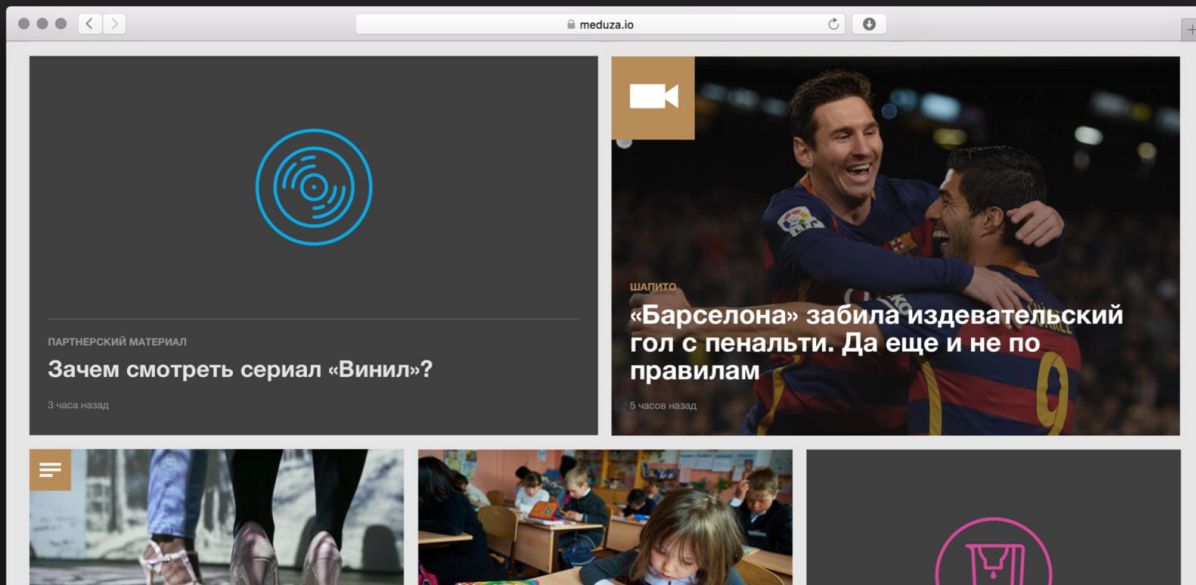 meduza.io
ПАРТНЕРСКИЙ МАТЕРИАЛ
Зачем смотреть сериал «Винил»?
3 часа назад
ШАПИТО
«Барселона» забила издевательский
гол с пенальти. Да еще и не по
правилам
5 часов назад
9